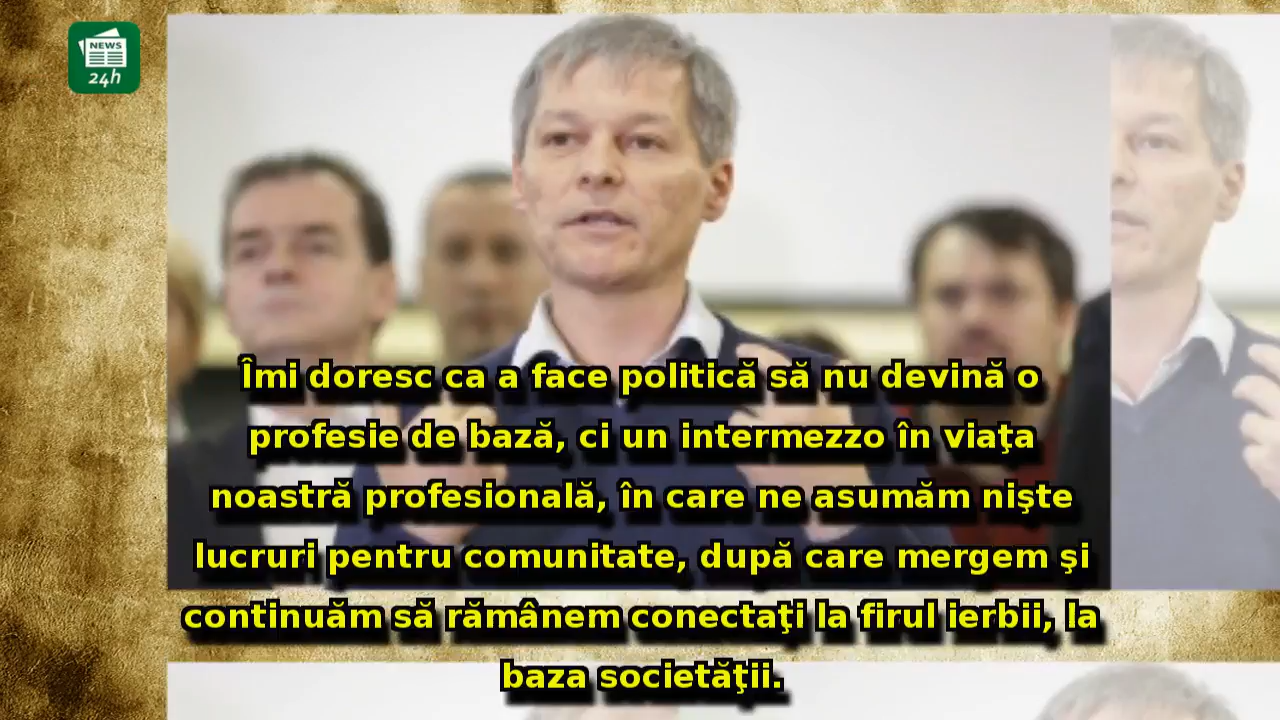 NEWS
24h
Îmi doresc ca a face politică să nu devină o
profesie de bază, ci un intermezzo în viaţa
noastră profesională, în care ne asumăm nişte
lucruri pentru comunitate, după care mergem şi
continuăm să rămânem conectaţi la firul ierbii, la
baza societăţii.